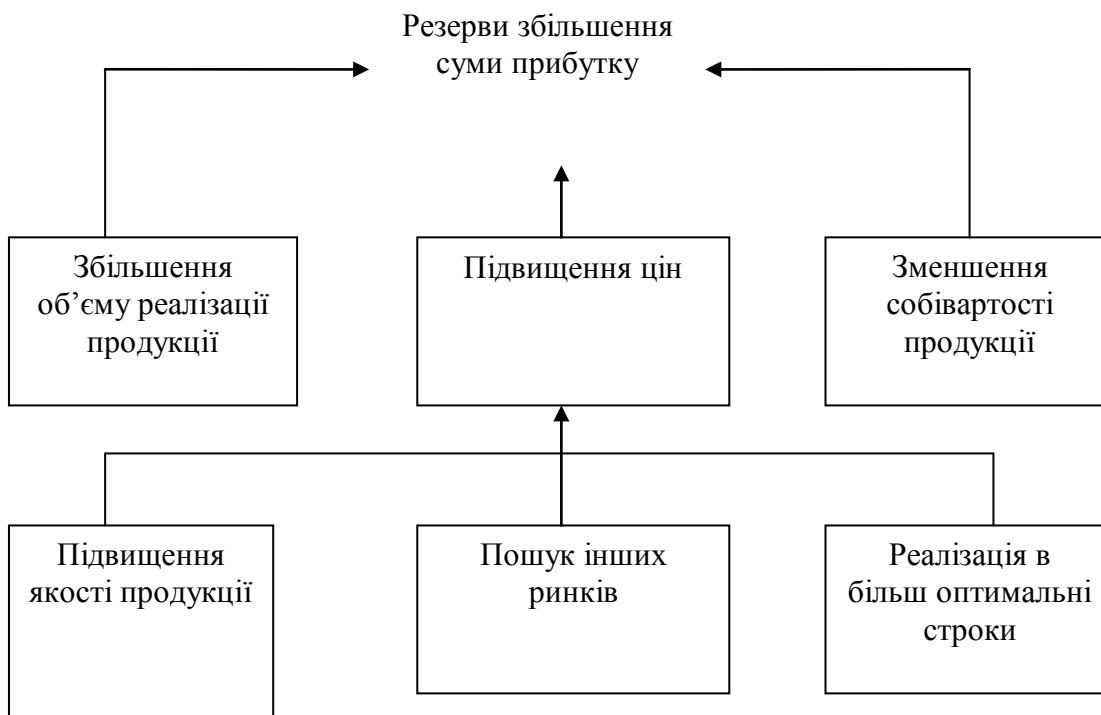 Резерви збільшення
суми прибутку
Збільшення
об’єму реалізації
продукції
Підвищення цін
Зменшення
собівартості
продукції
Підвищення
якості продукції
Пошук інших
ринків
Реалізація в
більш оптимальні
строки